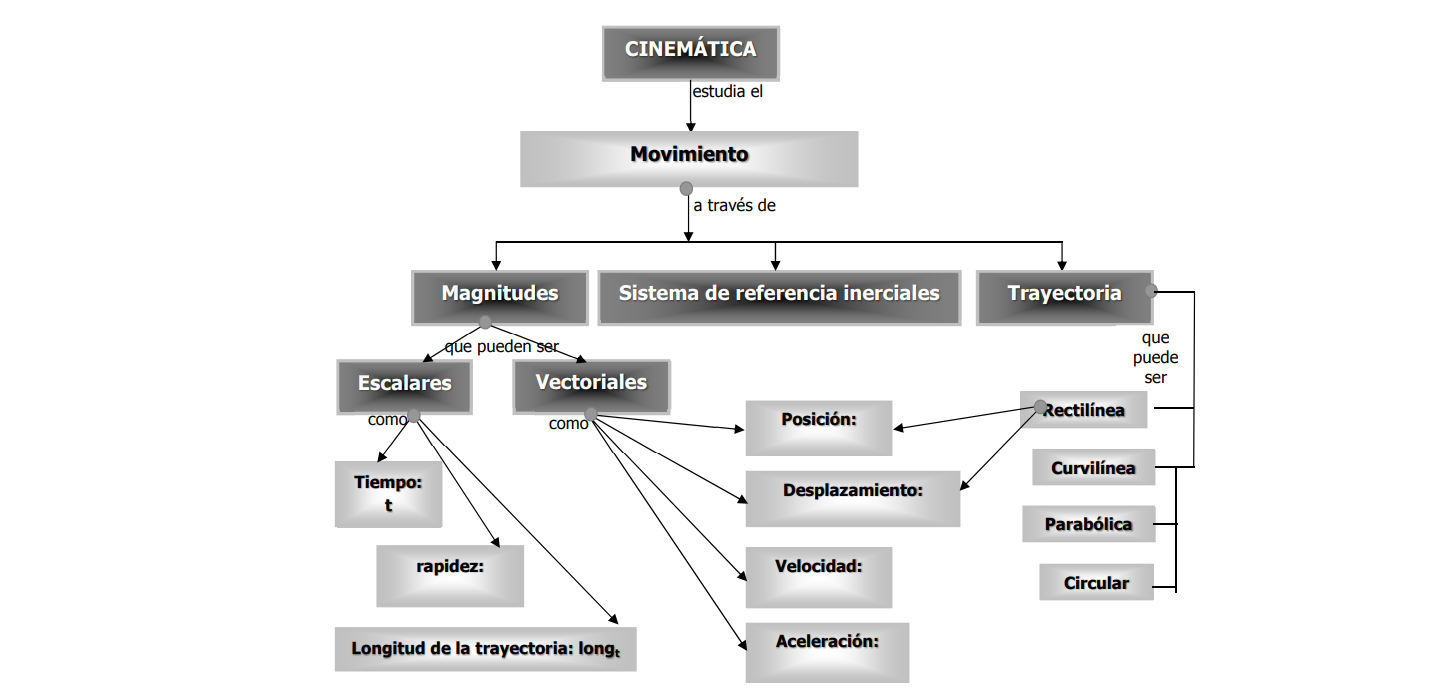 CINEMÁTICA
estudia el
Movimiento
a través de
Magnitudes
Sistema de referencia inerciales
Trayectoria
que pueden ser
que
puede
ser
Escalares
Vectoriales
como
como
Posición:
Rectilínea
Curvilínea
Tiempo:
t
Desplazamiento:
Parabólica
rapidez:
Velocidad:
Circular
Longitud de la trayectoria: longt
Aceleración: